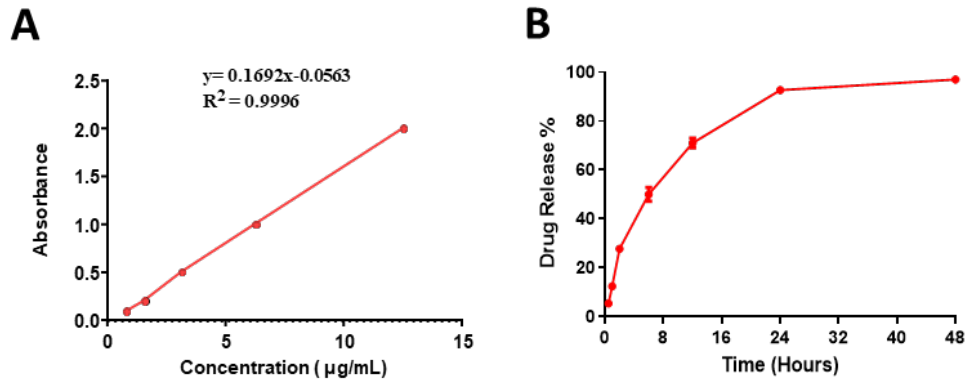 A
y= 0.1692x-0.0563
R² = 0.9996
2.5
2.0
1.5
1.0
0.5
0.0
Absorbance
0 5 10 15
Concentration ( µg/mL)
B
100
80
60
40
20
0
Drug Release %
0 8 16 24 32 40 48
Time (Hours)